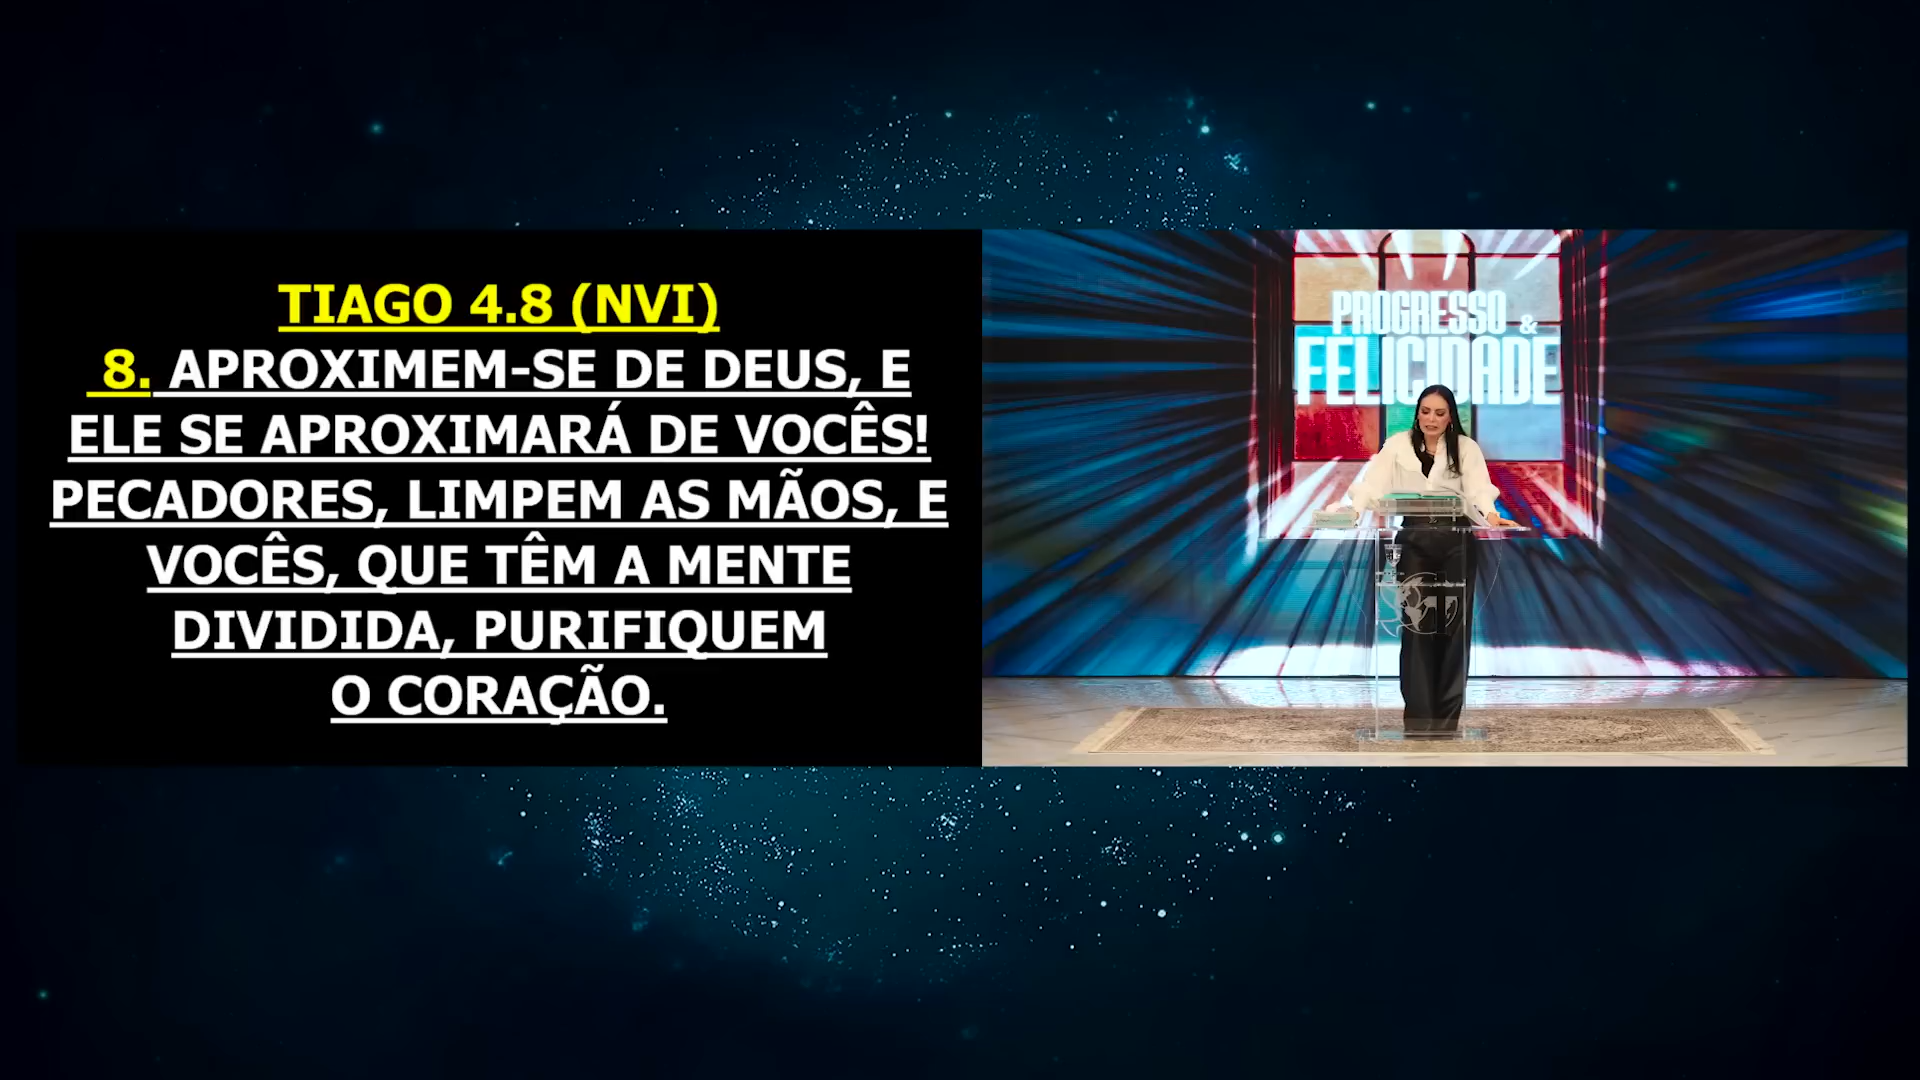 TIAGO 4.8 (NVI)
8. APROXIMEM-SE DE DEUS, E
ELE SE APROXIMARÁ DE VOCÊS!
PECADORES, LIMPEM AS MÃOS, E
VOCÊS, QUE TÊM A MENTE
DIVIDIDA, PURIFIQUEM
O CORAÇÃO.
PROGRESSO &
FELICIDADE